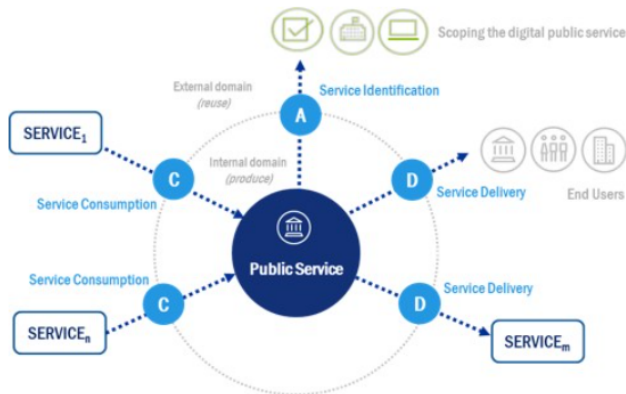 Scoping the digital public service
External domain
(reuse)
Service Identification
A
SERVICE1
Internal domain
(produce)
C
D
Service Consumption
Service Delivery
End Users
Public Service
Service Consumption
Service Delivery
C
D
SERVICEn
SERVICEm